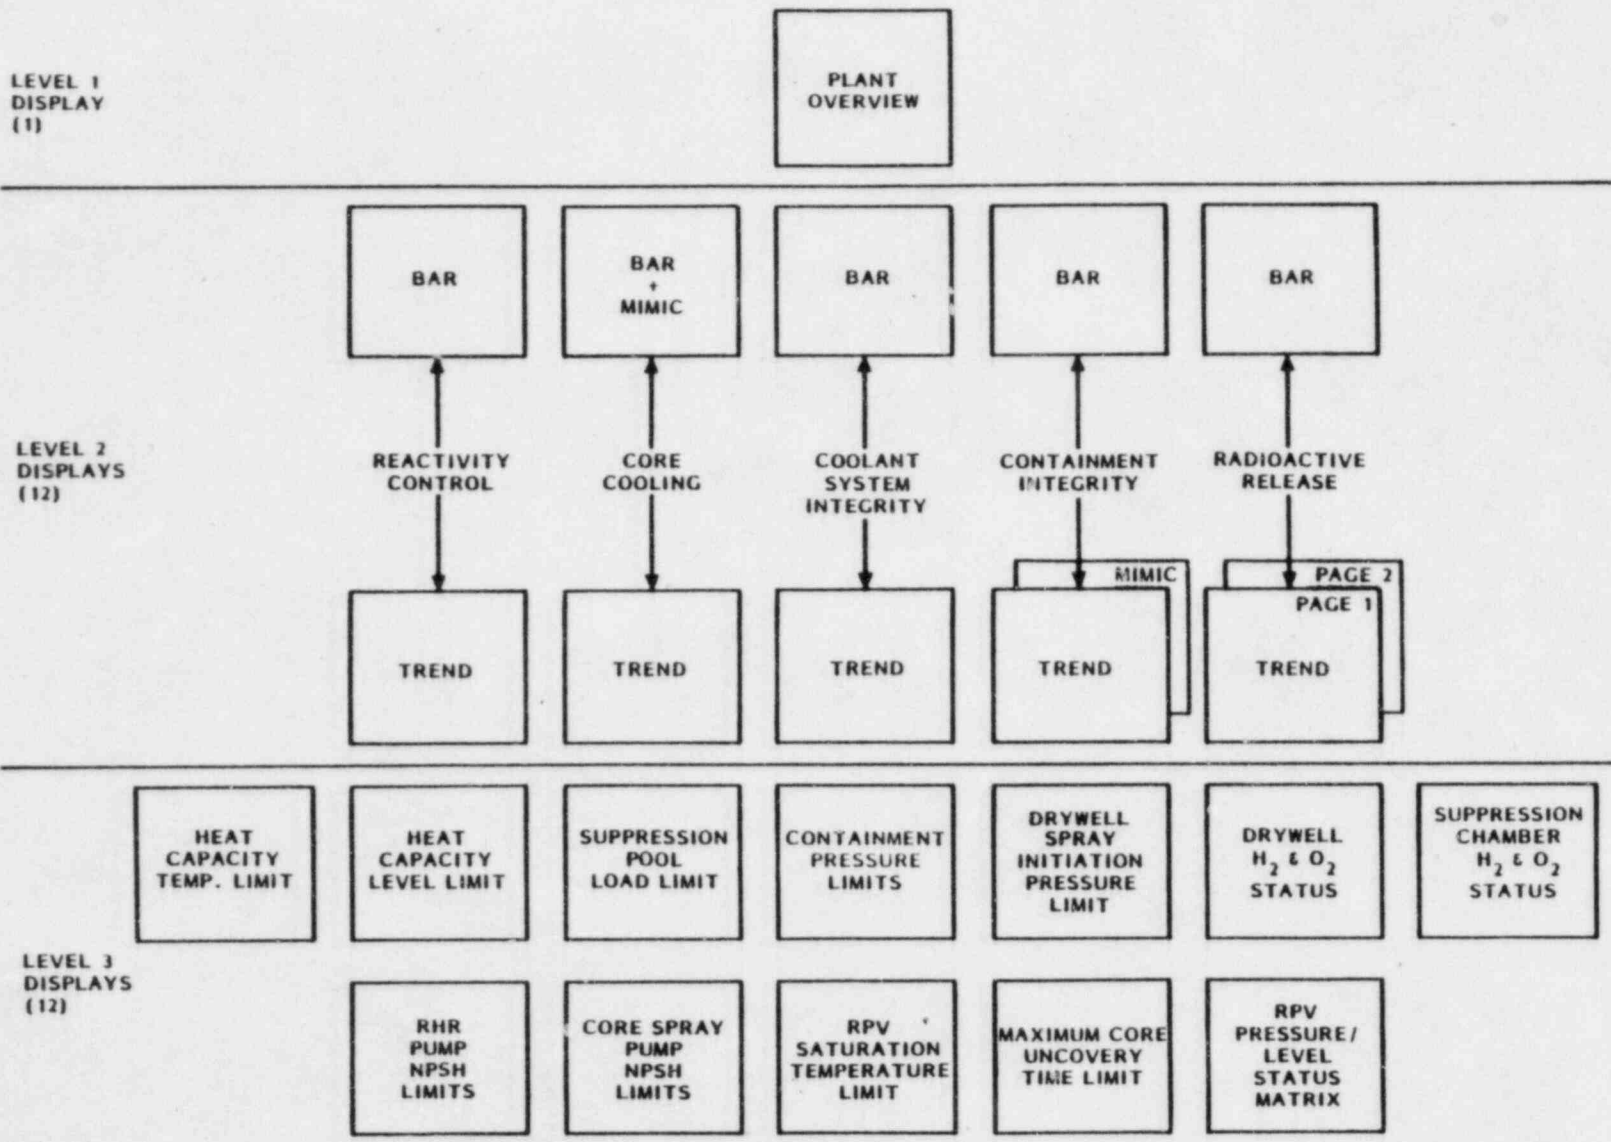 LEVEL 1
DISPLAY
(1)
PLANT
OVERVIEW
LEVEL 2
DISPLAYS
(12)
BAR
BAR
+
MIMIC
BAR
BAR
BAR
REACTIVITY
CONTROL
CORE
COOLING
COOLANT
SYSTEM
INTEGRITY
CONTAINMENT
INTEGRITY
RADIOACTIVE
RELEASE
TREND
TREND
TREND
MIMIC
TREND
PAGE 2
PAGE 1
TREND
LEVEL 3
DISPLAYS
(12)
HEAT
CAPACITY
TEMP. LIMIT
HEAT
CAPACITY
LEVEL LIMIT
SUPPRESSION
POOL
LOAD LIMIT
CONTAINMENT
PRESSURE
LIMITS
DRYWELL
SPRAY
INITIATION
PRESSURE
LIMIT
DRYWELL
H2 & O2
STATUS
SUPPRESSION
CHAMBER
H2 & O2
STATUS
RHR
PUMP
NPSH
LIMITS
CORE SPRAY
PUMP
NPSH
LIMITS
RPV
SATURATION
TEMPERATURE
LIMIT
MAXIMUM CORE
UNCOVERY
TIME LIMIT
RPV
PRESSURE/
LEVEL
STATUS
MATRIX